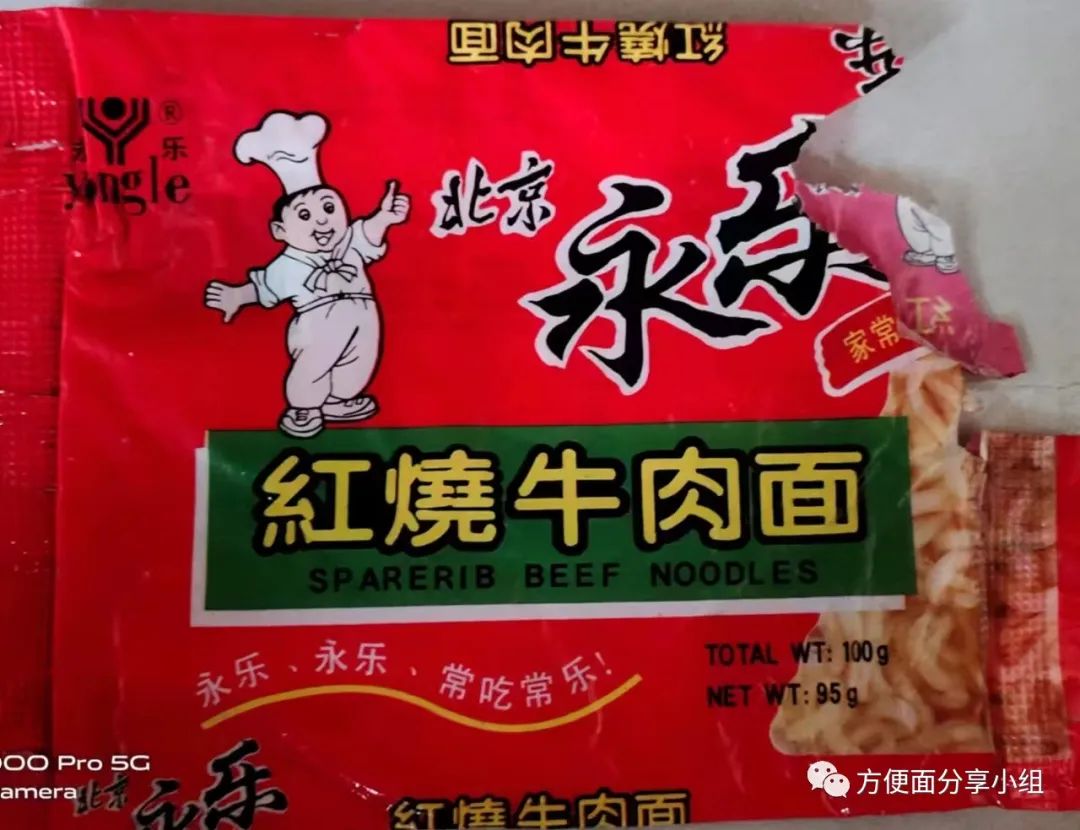 紅燒牛肉面
乐
®
永乐
yongle
北京
永乐
家常
紅燒牛肉面
SPARERIB BEEF NOODLES
永乐、永乐、常吃常乐!
TOTAL WT: 100g
NET WT: 95g
000 Pro 5G
amera
北京
永乐
紅燒牛肉面
方便面分享小组